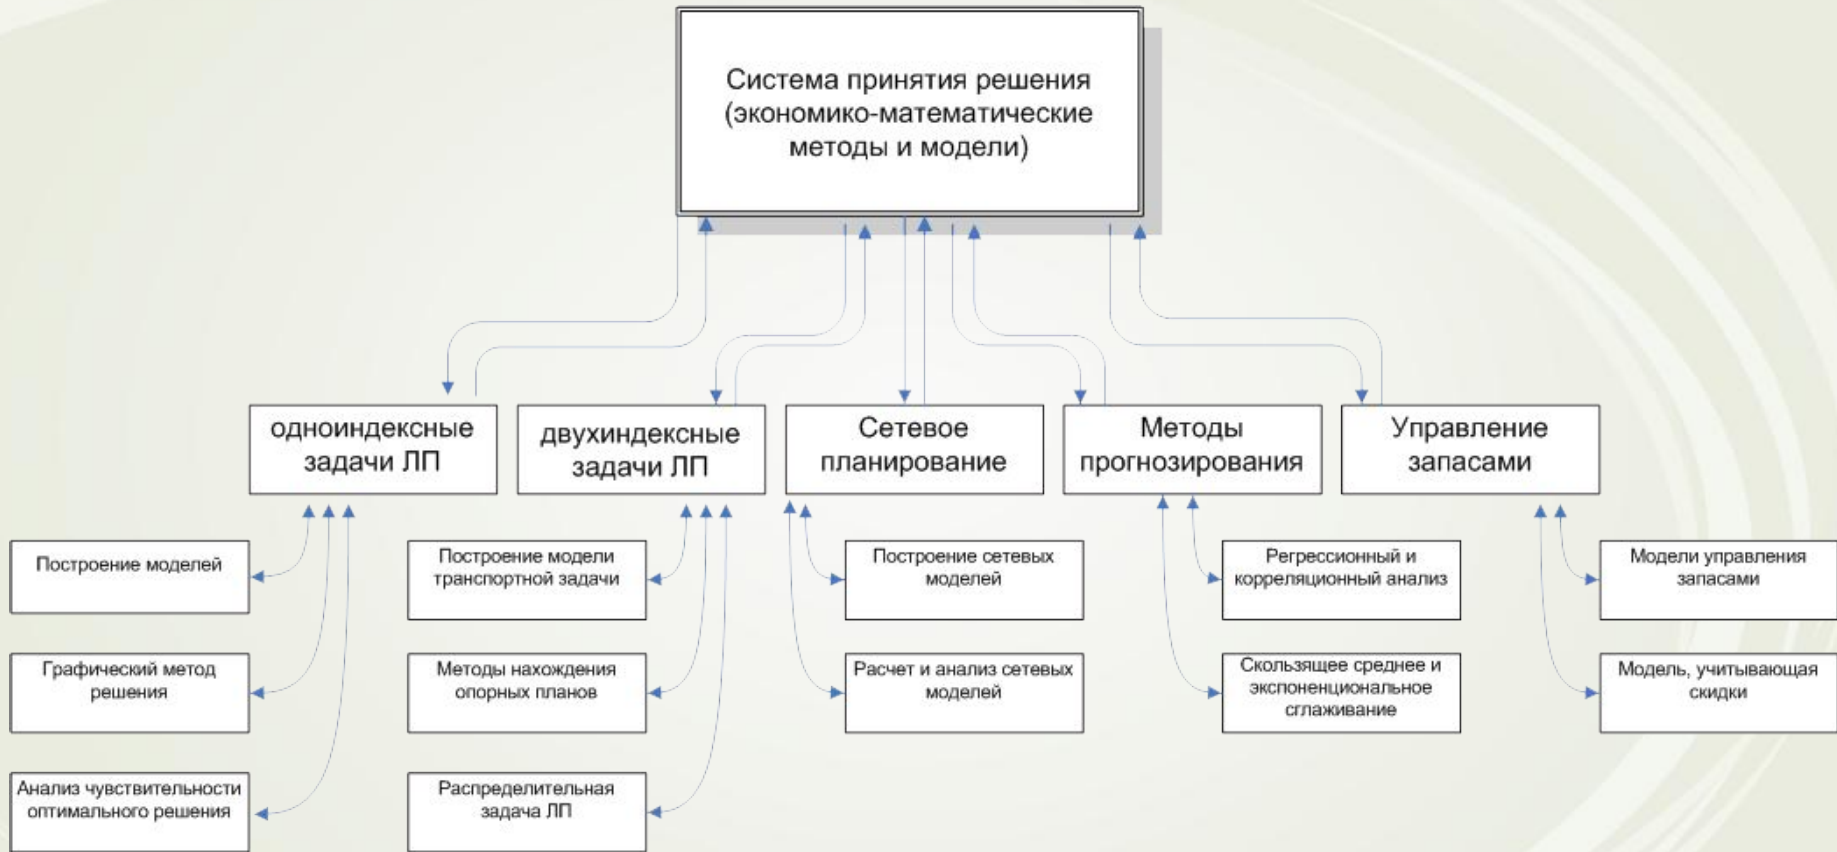 Система принятия решения
(экономико-математические
методы и модели)
одноиндексные
задачи ЛП
двухиндексные
задачи ЛП
Сетевое
планирование
Методы
прогнозирования
Управление
запасами
Построение моделей
Построение модели
транспортной задачи
Построение сетевых
моделей
Регрессионный и
корреляционный анализ
Модели управления
запасами
Графический метод
решения
Методы нахождения
опорных планов
Расчет и анализ сетевых
моделей
Скользящее среднее и
экспоненциональное
сглаживание
Модель, учитывающая
скидки
Анализ чувствительности
оптимального решения
Распределительная
задача ЛП